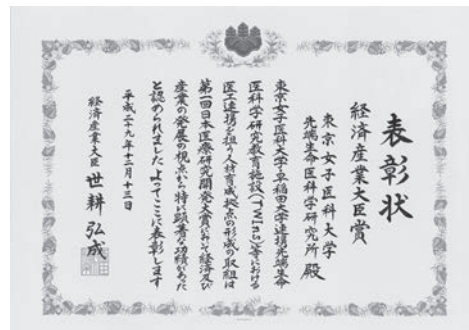 表彰状
経済産業大臣賞
東京女子医科大学
先端生命医科学研究所 殿
東京女子医科大学・早稲田大学連携先端生命
医科学研究教育施設(TWIns)等における
医工連携を担う人材育成拠点の形成の取組は
第一回日本医療研究開発大賞において経済及び
産業の発展の視点から特に顕著な功績があった
と認められました よってここに表彰します
平成二十九年十二月十三日
経済産業大臣 世耕弘成